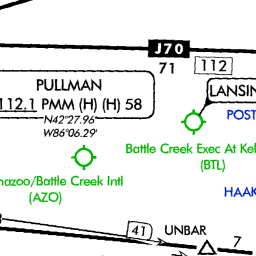 J70
71 112
PULLMAN
112.1 PMM (H) (H) 58
N42°27.96'
W86°06.29'
LANSIN
POST
Battle Creek Exec At Kel
(BTL)
nazoo/Battle Creek Intl
(AZO)
HAAK
41 UNBAR
7